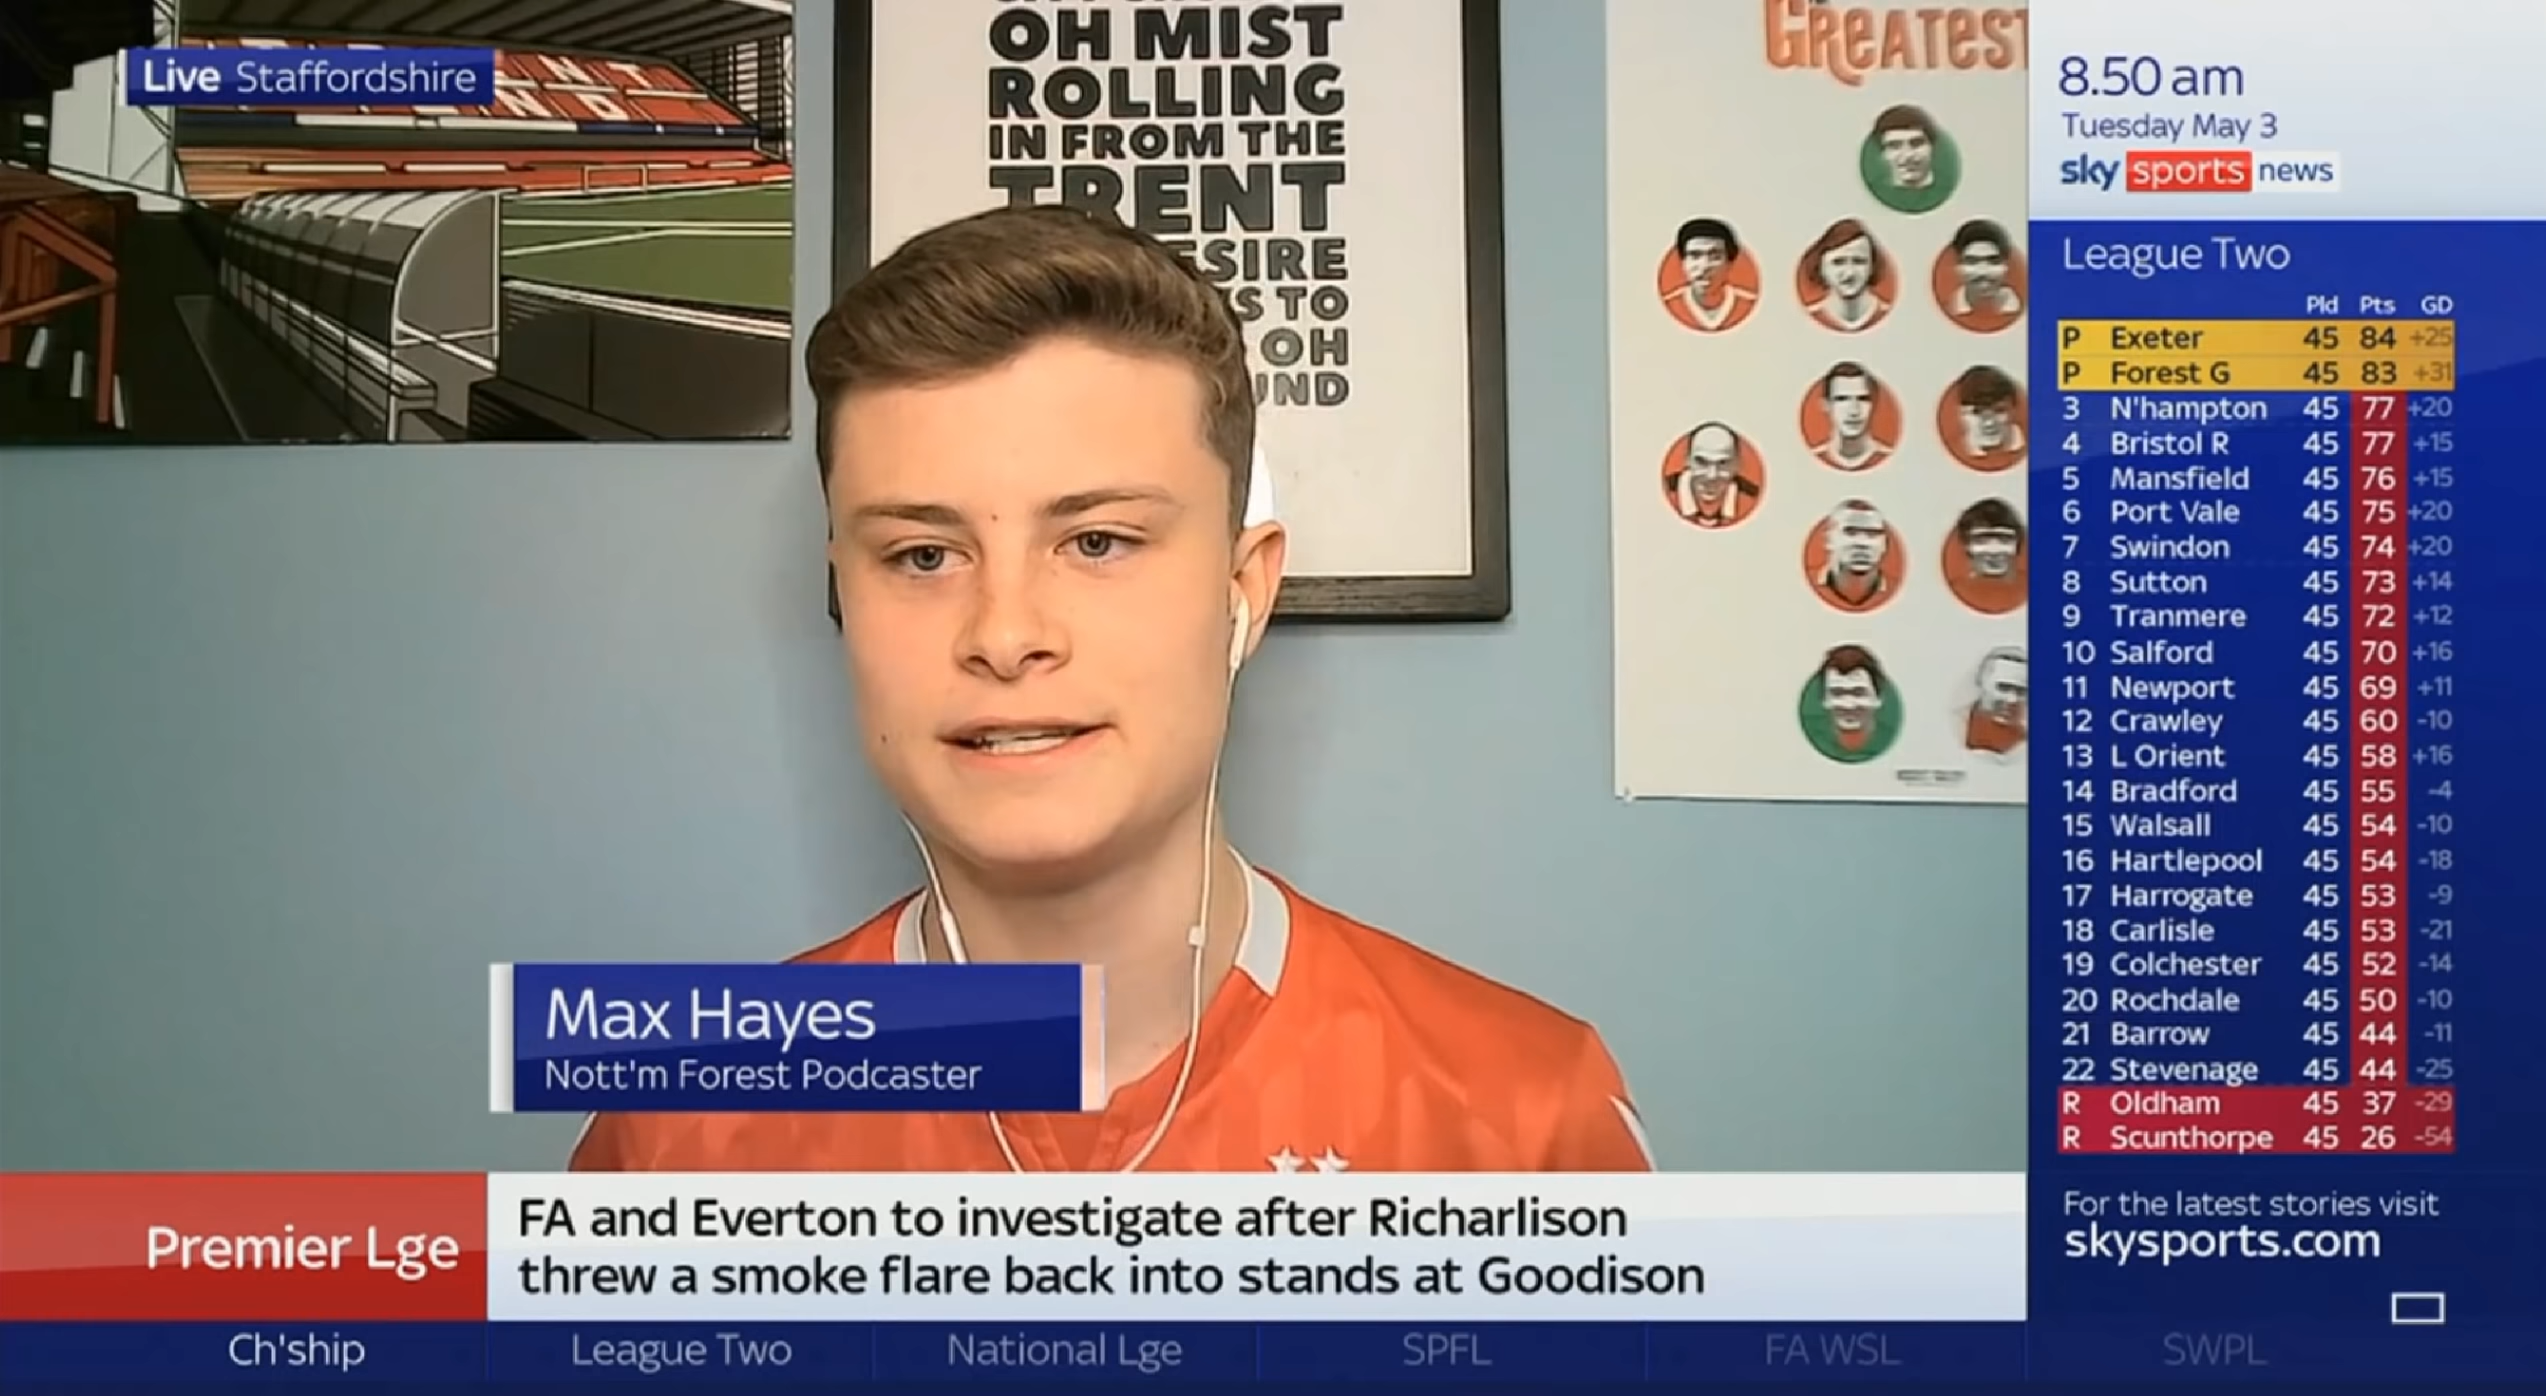 Live Staffordshire
OH MIST
ROLLING
IN FROM THE
TRENT
TO
OH
GREATEST
8.50 am
Tuesday May 3
sky sports news
League Two
Pld Pts GD
P Exeter 45 84 +25
P Forest G 45 83 +31
3 N'hampton 45 77 +20
4 Bristol R 45 77 +15
5 Mansfield 45 76 +15
6 Port Vale 45 75 +20
7 Swindon 45 74 +20
8 Sutton 45 73 +14
9 Tranmere 45 72 +12
10 Salford 45 70 +16
11 Newport 45 69 +11
12 Crawley 45 60 -10
13 L Orient 45 58 +16
14 Bradford 45 55 -4
15 Walsall 45 54 -10
16 Hartlepool 45 54 -18
17 Harrogate 45 53 -9
18 Carlisle 45 53 -21
19 Colchester 45 52 -14
20 Rochdale 45 50 -10
21 Barrow 45 44 -11
22 Stevenage 45 44 -25
R Oldham 45 37 -29
R Scunthorpe 45 26 -54
For the latest stories visit
skysports.com
Max Hayes
Nott'm Forest Podcaster
Premier Lge
FA and Everton to investigate after Richarlison
threw a smoke flare back into stands at Goodison
Ch'ship League Two National Lge SPFL FA WSL SWPL